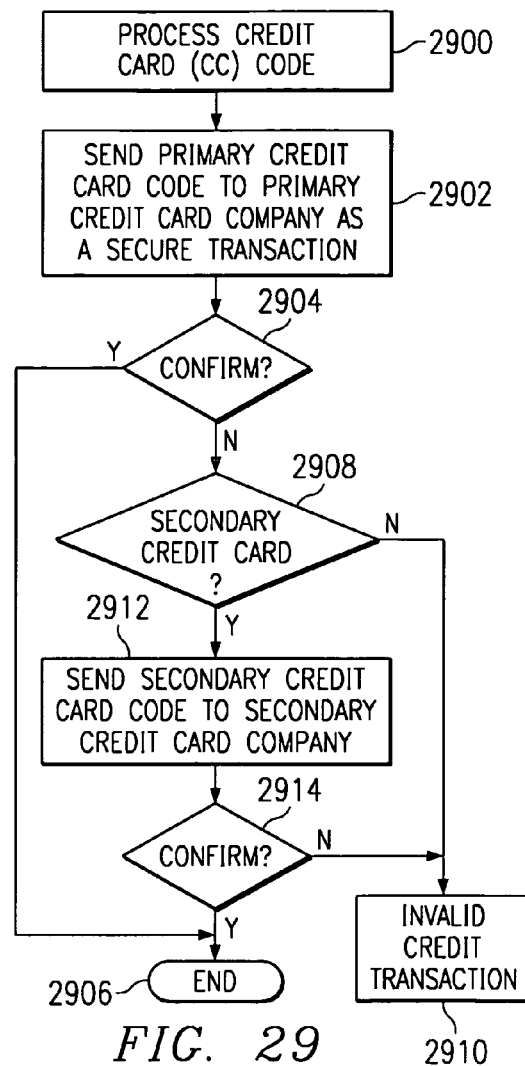 PROCESS CREDIT
CARD (CC) CODE
2900
SEND PRIMARY CREDIT
CARD CODE TO PRIMARY
CREDIT CARD COMPANY AS
A SECURE TRANSACTION
2902
2904
Y
CONFIRM?
N
2908
SECONDARY
CREDIT CARD
?
N
2912
Y
SEND SECONDARY CREDIT
CARD CODE TO SECONDARY
CREDIT CARD COMPANY
2914
CONFIRM?
N
Y
INVALID
CREDIT
TRANSACTION
2906
END
2910
FIG. 29